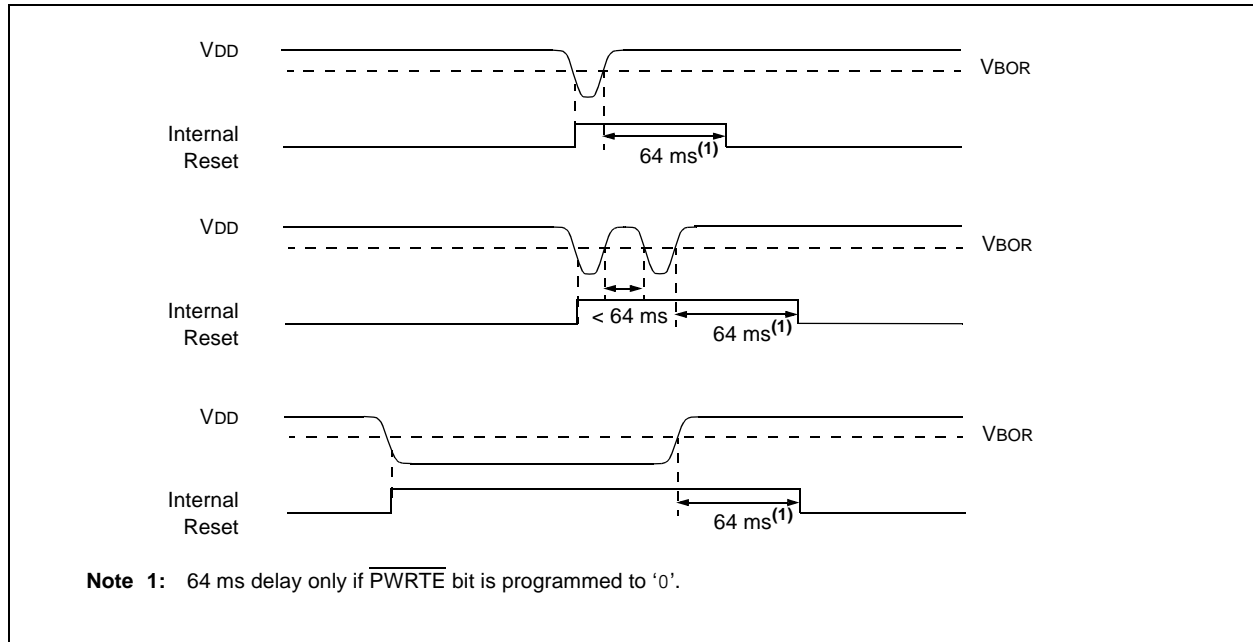 VDD
VBOR
Internal
Reset
64 ms(1)
VDD
VBOR
Internal
Reset
< 64 ms
64 ms(1)
VDD
VBOR
Internal
Reset
64 ms(1)
Note 1: 64 ms delay only if PWRTE bit is programmed to ‘0’.